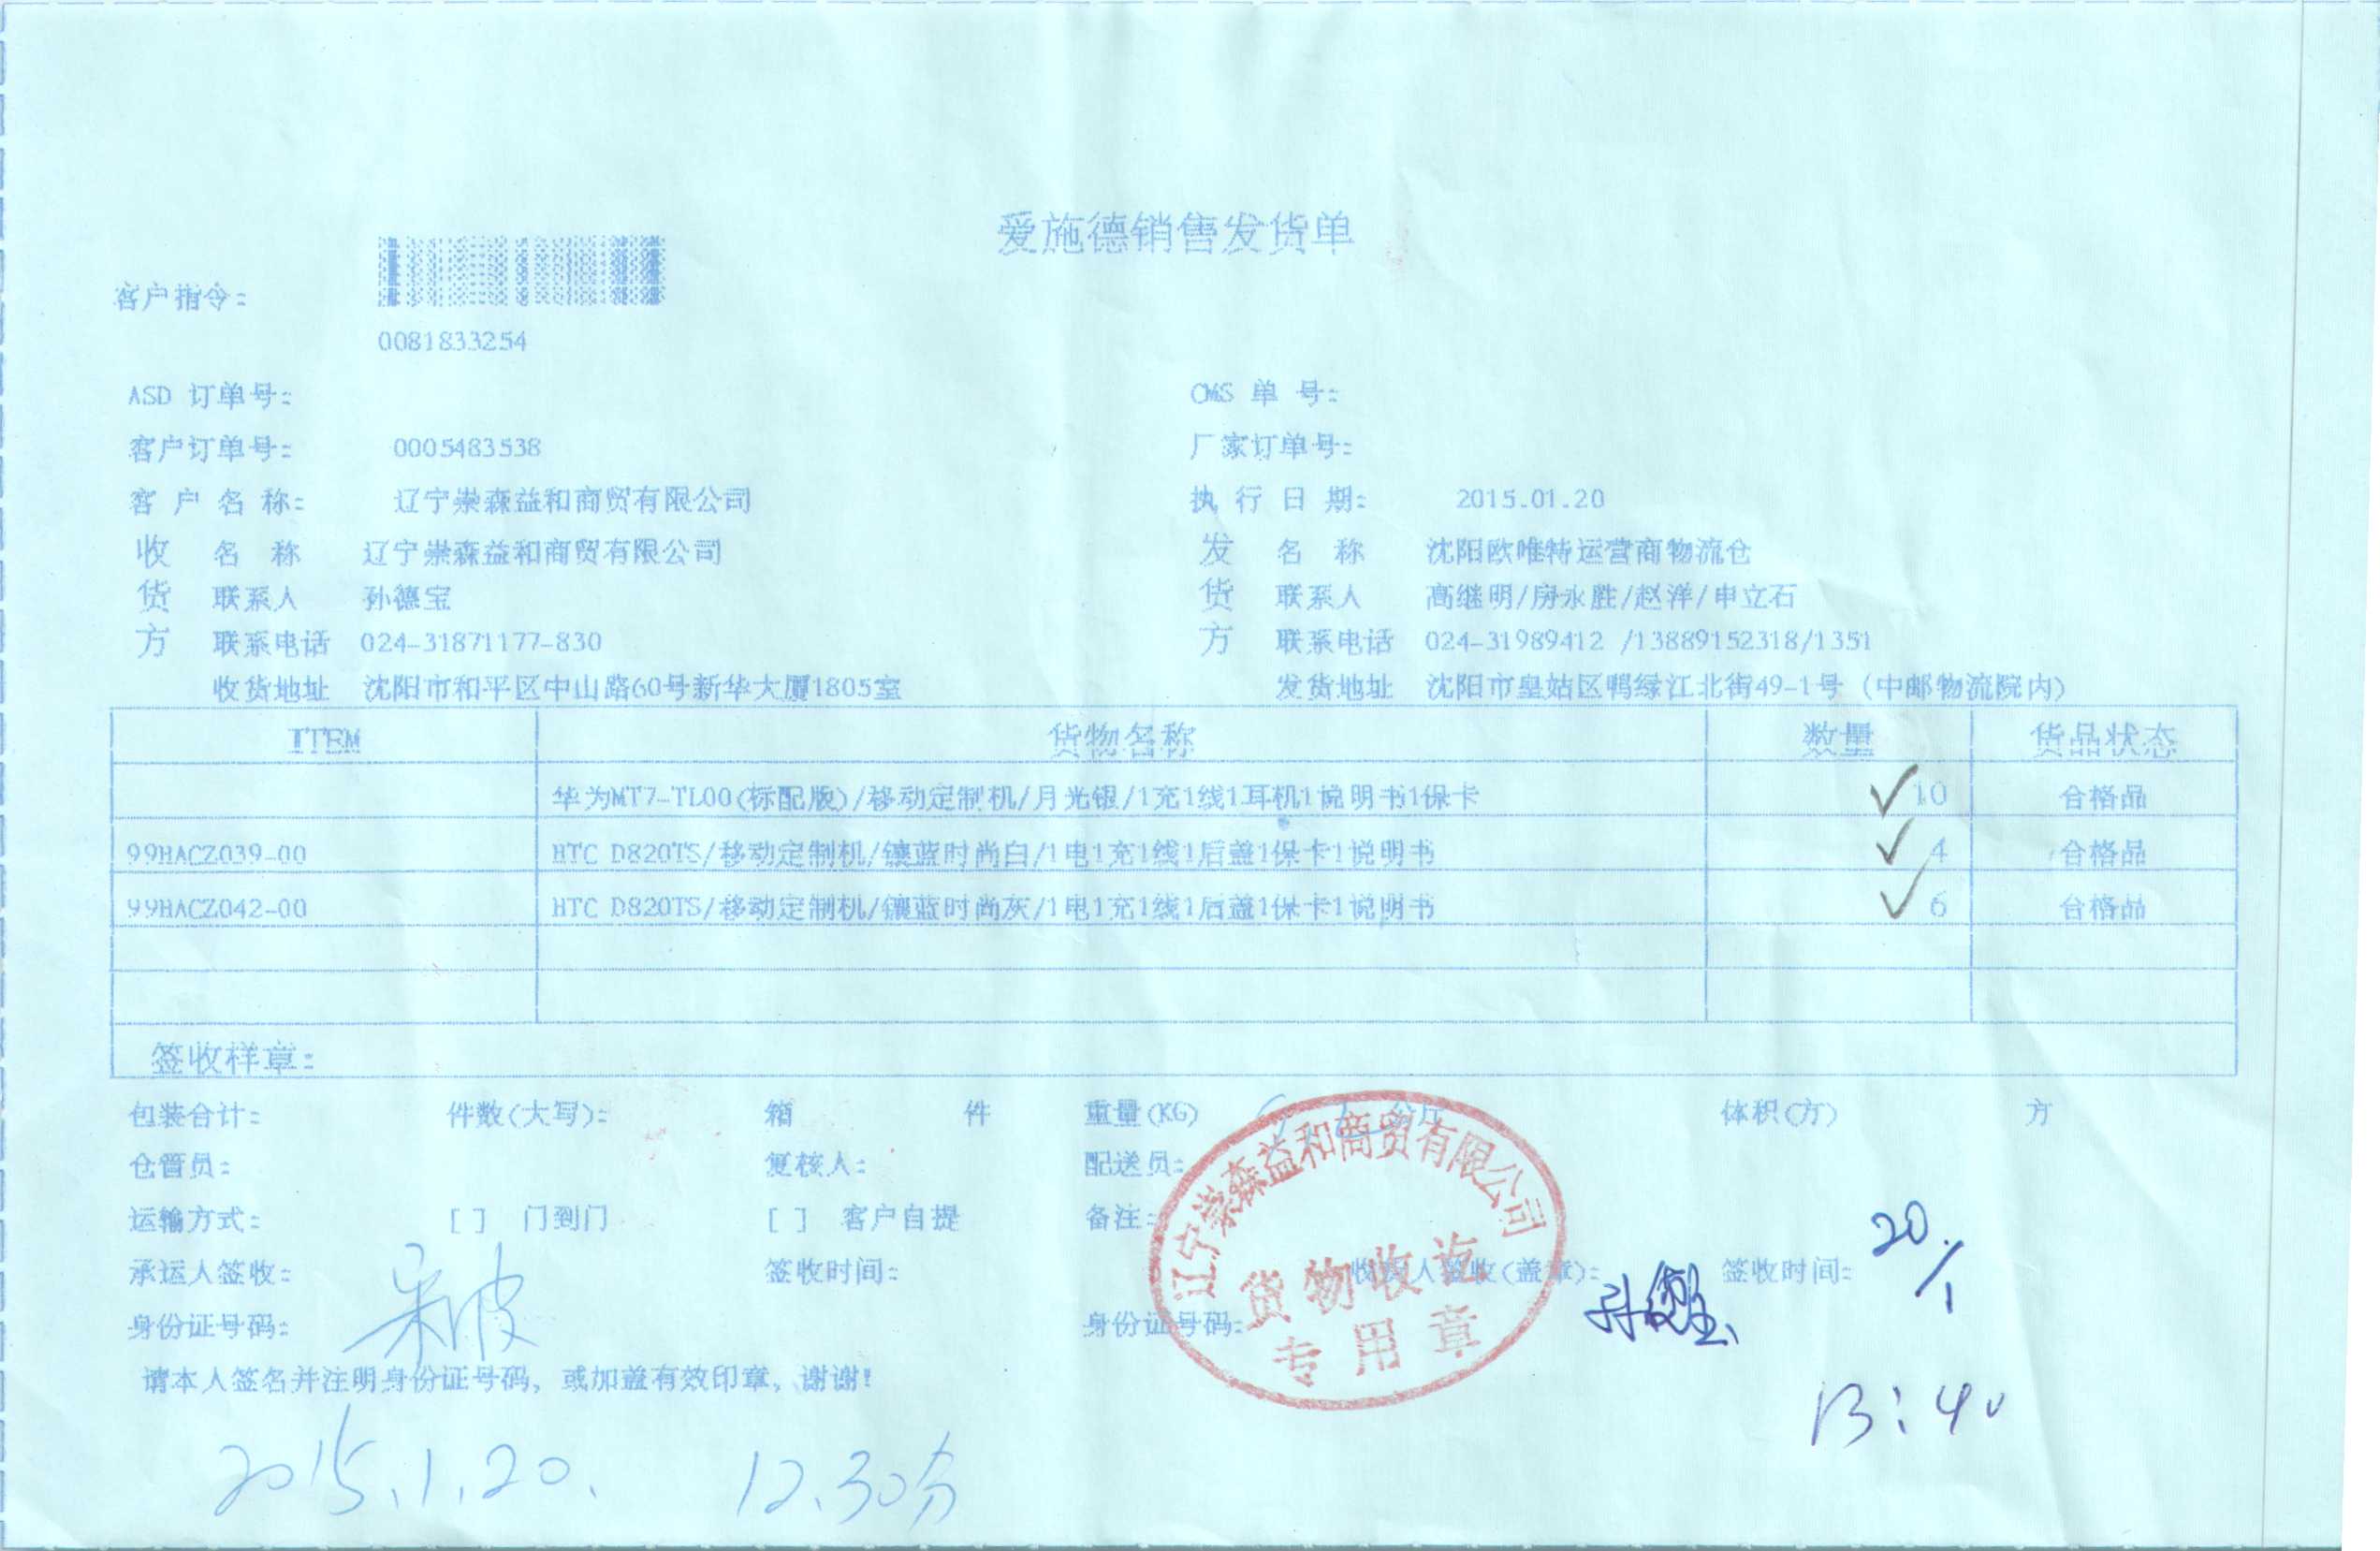 爱施德销售发货单
客户指令:
0081833254
ASD 订单号:
OMS 单 号:
客户订单号: 0005483538
厂家订单号:
客 户 名 称: 辽宁崇森益和商贸有限公司
执 行 日 期: 2015.01.20
收货方
名 称 辽宁崇森益和商贸有限公司
联系人 孙德宝
联系电话 024-31871177-830
收货地址 沈阳市和平区中山路60号新华大厦1805室
发货方
名 称 沈阳欧唯特运营商物流仓
联系人 高继明/房永胜/赵洋/申立石
联系电话 024-31989412 /13889152318/1351
发货地址 沈阳市皇姑区鸭绿江北街49-1号（中邮物流院内）
ITEM 货物名称 数量 货品状态
华为MT7-TL00(标配版)/移动定制机/月光银/1充1线1耳机1说明书1保卡 10 合格品
99HACZ039-00 HTC D820TS/移动定制机/镶蓝时尚白/1电1充1线1后盖1保卡1说明书 4 合格品
99HACZ042-00 HTC D820TS/移动定制机/镶蓝时尚灰/1电1充1线1后盖1保卡1说明书 6 合格品
签收样章:
包装合计: 件数(大写): 箱 件 重量(KG) 公斤 体积(方) 方
仓管员: 复核人: 配送员:
运输方式: [ ] 门到门 [ ] 客户自提 备注:
承运人签收: 签收时间: 收货人签收(盖章): 孙德宝 签收时间: 20/1
身份证号码: 身份证号码:
13:40
请本人签名并注明身份证号码，或加盖有效印章，谢谢!
2015.1.20. 12.30分
辽宁崇森益和商贸有限公司
货物收讫
专用章